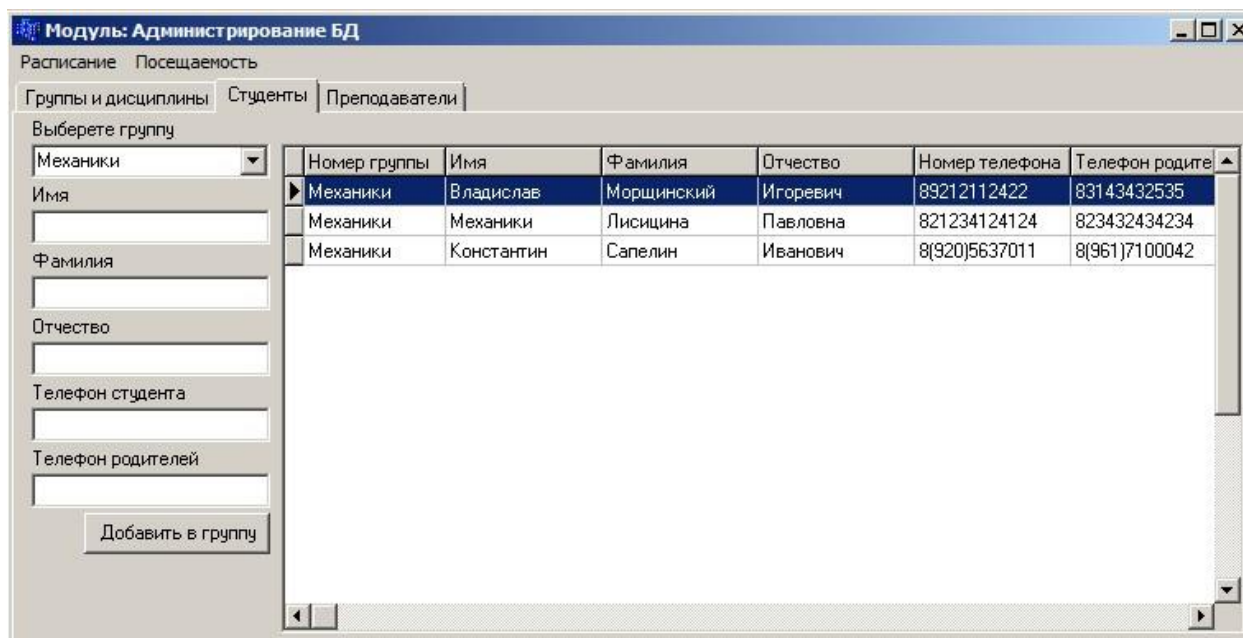 Модуль: Администрирование БД
Расписание Посещаемость
Группы и дисциплины Студенты Преподаватели
Выберете группу
Механики
Имя
Фамилия
Отчество
Телефон студента
Телефон родителей
Добавить в группу
Номер группы Имя Фамилия Отчество Номер телефона Телефон родите
Механики Владислав Морщинский Игоревич 89212112422 83143432535
Механики Механики Лисицина Павловна 821234124124 823432434234
Механики Константин Сапелин Иванович 8(920)5637011 8(961)7100042